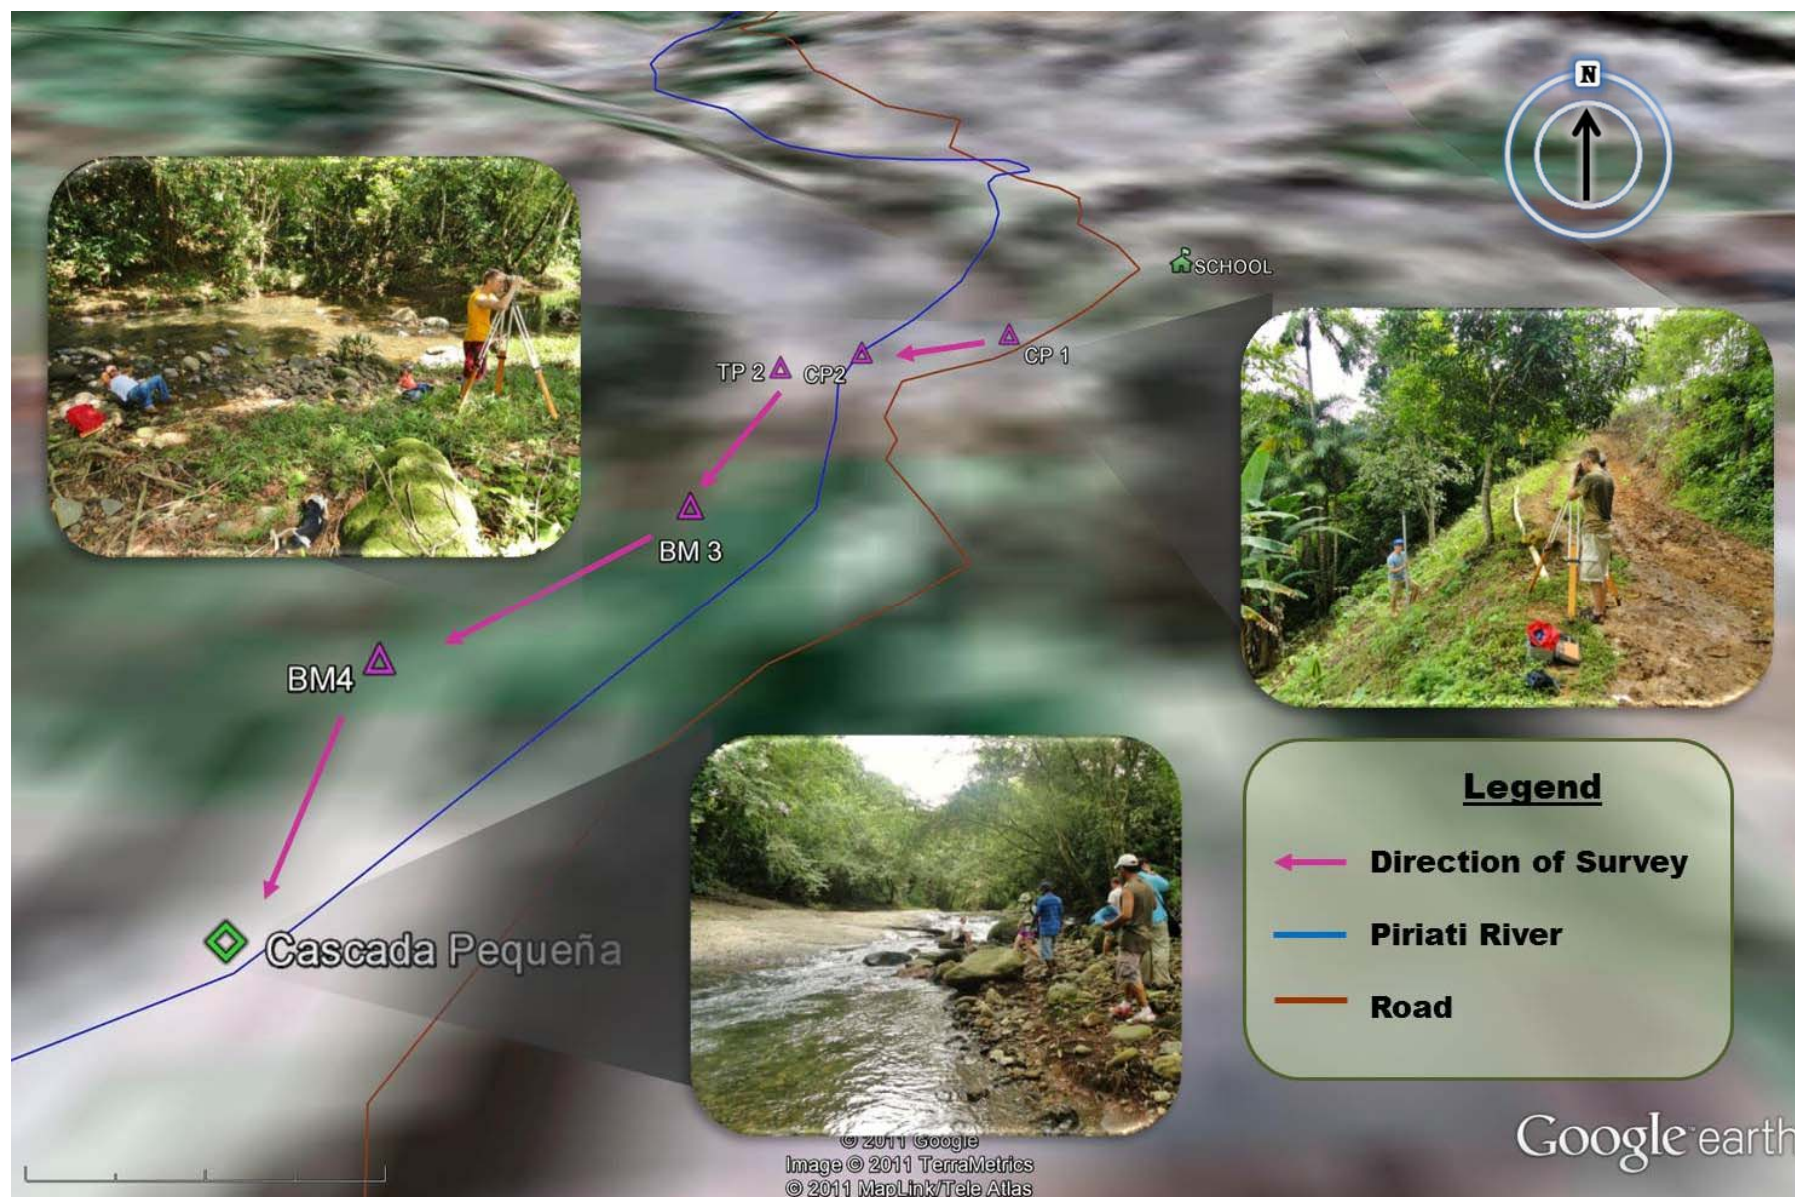 N
SCHOOL
CP 1
TP 2
CP2
BM 3
BM4
Cascada Pequeña
Legend
Direction of Survey
Piriati River
Road
Google earth
© 2011 Google
Image © 2011 TerraMetrics
© 2011 MapLink/Tele Atlas